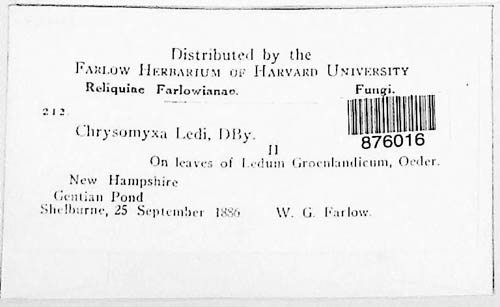 Distributed by the
FARLOW HERBARIUM OF HARVARD UNIVERSITY
Reliquiae Farlowianae. Fungi.
212.
876016
Chrysomyxa Ledi, DBy.
II
On leaves of Ledum Groenlandicum, Oeder.
New Hampshire
Gentian Pond
Shelburne, 25 September 1886 W. G. Farlow.